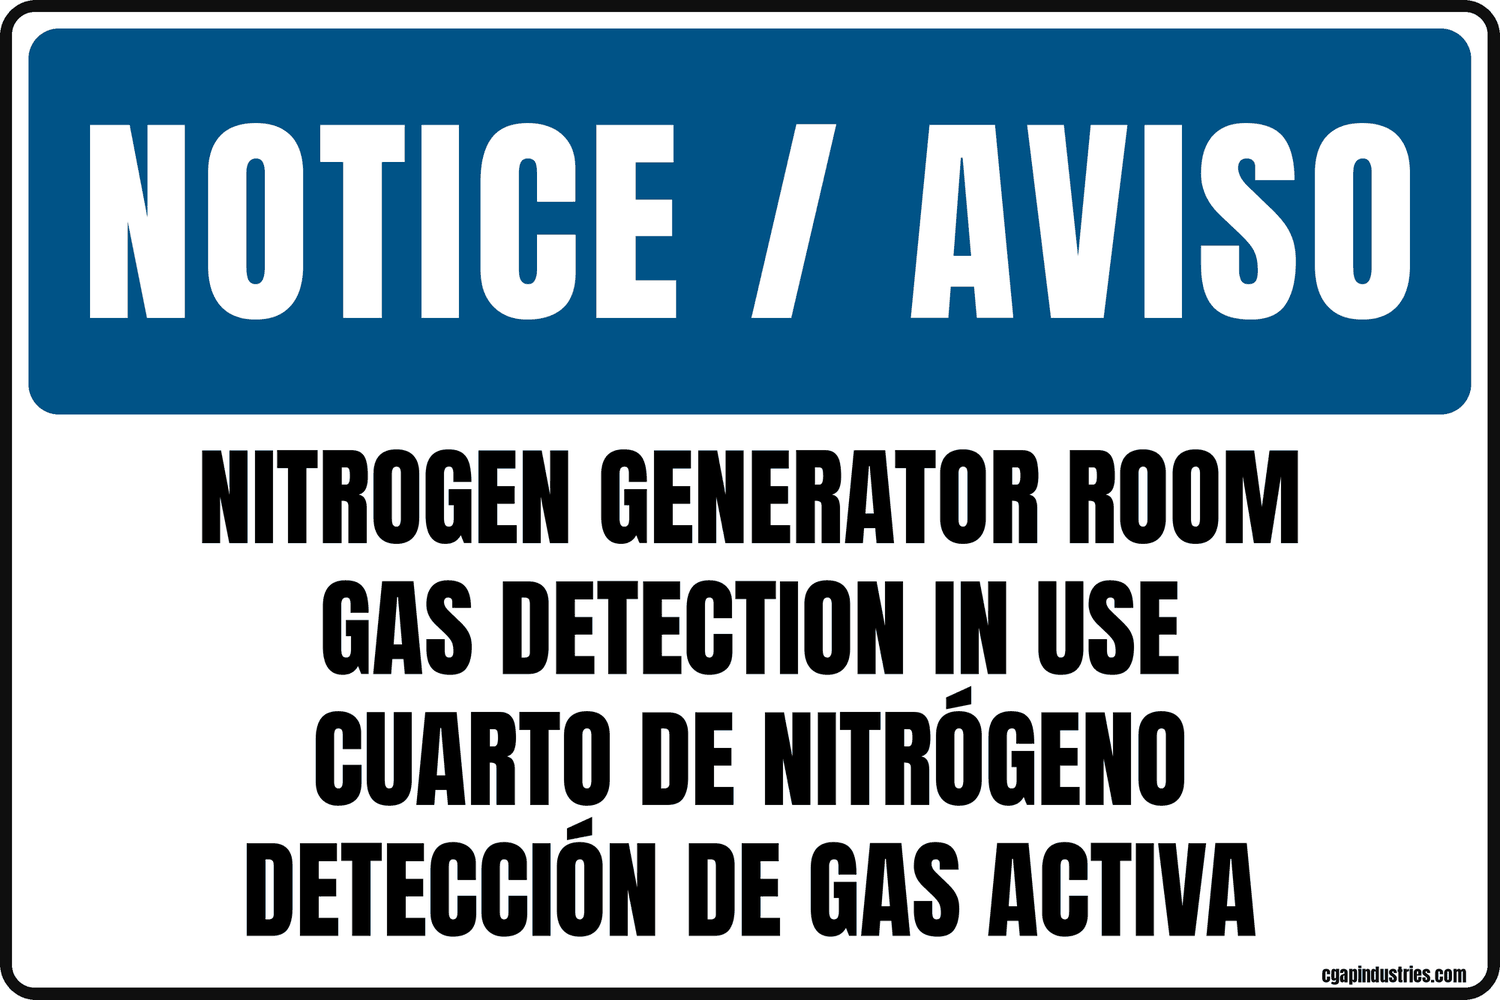 NOTICE / AVISO
NITROGEN GENERATOR ROOM
GAS DETECTION IN USE
CUARTO DE NITRÓGENO
DETECCIÓN DE GAS ACTIVA
cgapindustries.com